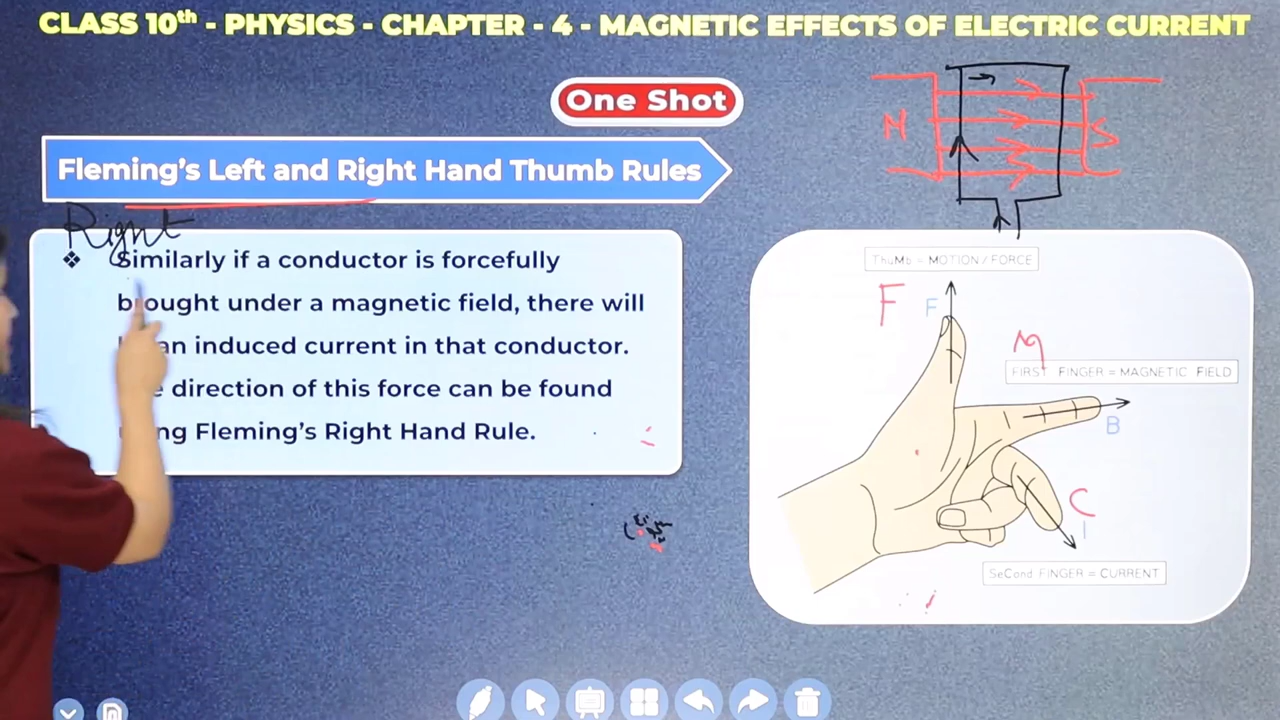 CLASS 10th - PHYSICS - CHAPTER - 4 - MAGNETIC EFFECTS OF ELECTRIC CURRENT
One Shot
Fleming's Left and Right Hand Thumb Rules
Right
❖ Similarly if a conductor is forcefully
brought under a magnetic field, there will
an induced current in that conductor.
direction of this force can be found
Fleming's Right Hand Rule.
N
S
ThuMb = MOTION / FORCE
F
F
M
FIRST FINGER = MAGNETIC FIELD
B
C
I
SeCond FINGER = CURRENT